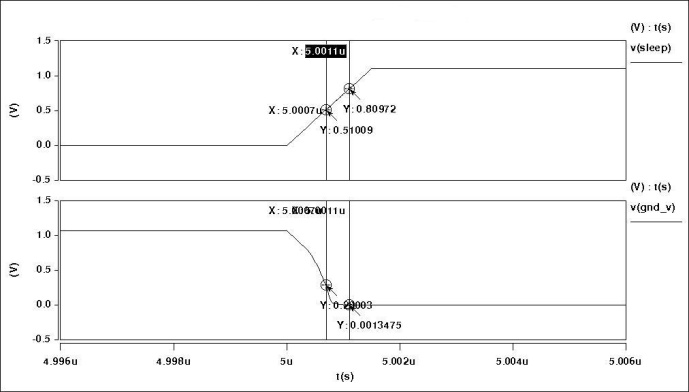 (V) : t(s)
v(sleep)
1.5
1.0
0.5
0.0
-0.5
(V)
X: 5.0011u
X: 5.0007u
Y: 0.80972
Y: 0.51009
(V) : t(s)
v(gnd_v)
1.5
1.0
0.5
0.0
-0.5
(V)
Y: 0.0013475
4.996u 4.998u 5u 5.002u 5.004u 5.006u
t(s)